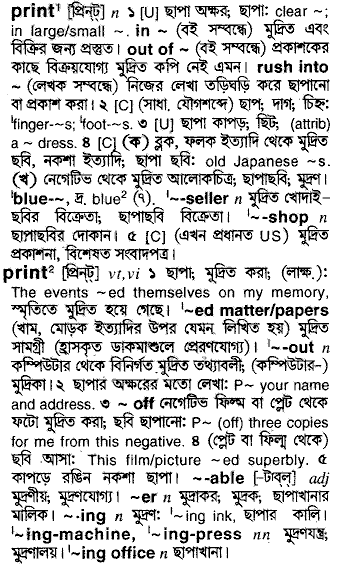 print¹ [প্রিন্‌ট্‌] n ১ [U] ছাপা অক্ষর; ছাপা: clear ~;
in large/small ~. in ~ (বই সম্বন্ধে) মুদ্রিত এবং
বিক্রির জন্য প্রস্তুত। out of ~ (বই সম্বন্ধে) প্রকাশকের
কাছে বিক্রয়যোগ্য মুদ্রিত কপি নেই এমন। rush into
~ (লেখক সম্বন্ধে) নিজের লেখা তড়িঘড়ি করে ছাপানো
বা প্রকাশ করা। ২ [C] (সাধা. যৌগশব্দে) ছাপ; দাগ; চিহ্ন:
ˈfinger-~s; ˈfoot-~s. ৩ [U] ছাপা কাপড়; ছিট; (attrib)
a ~ dress. ৪ [C] (ক) ব্লক, ফলক ইত্যাদি থেকে মুদ্রিত
ছবি, নকশা ইত্যাদি; ছাপা ছবি: old Japanese ~s.
(খ) নেগেটিভ থেকে মুদ্রিত আলোকচিত্র; ছাপাছবি; মুদ্রণ।
ˈblue-~, দ্র. blue² (৭). ˈ~-seller n মুদ্রিত খোদাই-
ছবির বিক্রেতা; ছাপাছবি বিক্রেতা। ˈ~-shop n
ছাপাছবির দোকান। ৫ [C] (এখন প্রধানত US) মুদ্রিত
প্রকাশনা, বিশেষত সংবাদপত্র।
print² [প্রিন্‌ট্‌] vt,vi ১ ছাপা; মুদ্রিত করা; (লাক্ষ.):
The events ~ed themselves on my memory,
স্মৃতিতে মুদ্রিত হয়ে গেছে। ˈ~ed matter/papers
(খাম, মোড়ক ইত্যাদির উপর যেমন লিখিত হয়) মুদ্রিত
সামগ্রী (হ্রাসকৃত ডাকমাশুলে প্রেরণযোগ্য)। ˈ~-out n
কম্পিউটার থেকে বিনির্গত মুদ্রিত তথ্যাবলী; (কম্পিউটার-)
মুদ্রিকা। ২ ছাপার অক্ষরের মতো লেখা: P~ your name
and address. ৩ ~ off নেগেটিভ ফিল্ম বা প্লেট থেকে
ফটো মুদ্রিত করা; ছবি ছাপানো: P~ (off) three copies
for me from this negative. ৪ (প্লেট বা ফিল্ম থেকে)
ছবি আসা: This film/picture ~ed superbly. ৫
কাপড়ে রঙিন নকশা ছাপা। ~-able [-টাবল্‌] adj
মুদ্রণীয়; মুদ্রণযোগ্য। ~er n মুদ্রাকর; মুদ্রক; ছাপাখানার
মালিক। ~-ing n মুদ্রণ: ˈ~ing ink, ছাপার কালি।
ˈ~ing-machine, ˈ~ing-press nn মুদ্রণযন্ত্র;
মুদ্রণালয়। ˈ~ing office n ছাপাখানা।